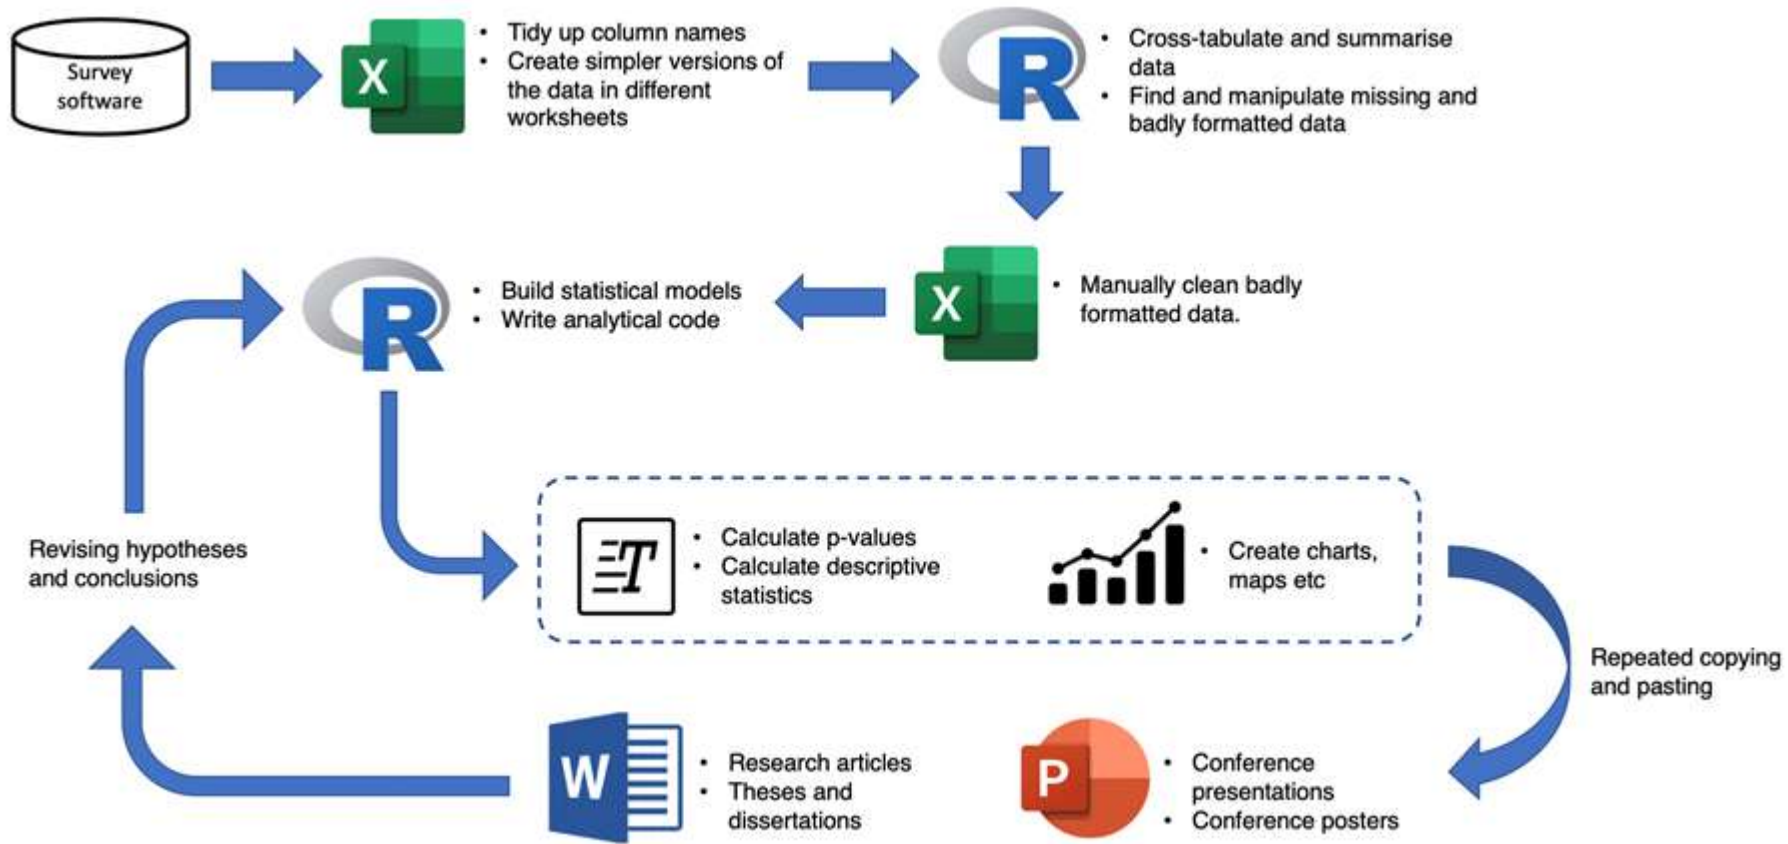 Survey
software
X
• Tidy up column names
• Create simpler versions of
the data in different
worksheets
R
• Cross-tabulate and summarise
data
• Find and manipulate missing and
badly formatted data
R
• Build statistical models
• Write analytical code
X
• Manually clean badly
formatted data.
Revising hypotheses
and conclusions
T
• Calculate p-values
• Calculate descriptive
statistics
• Create charts,
maps etc
Repeated copying
and pasting
W
• Research articles
• Theses and
dissertations
P
• Conference
presentations
• Conference posters